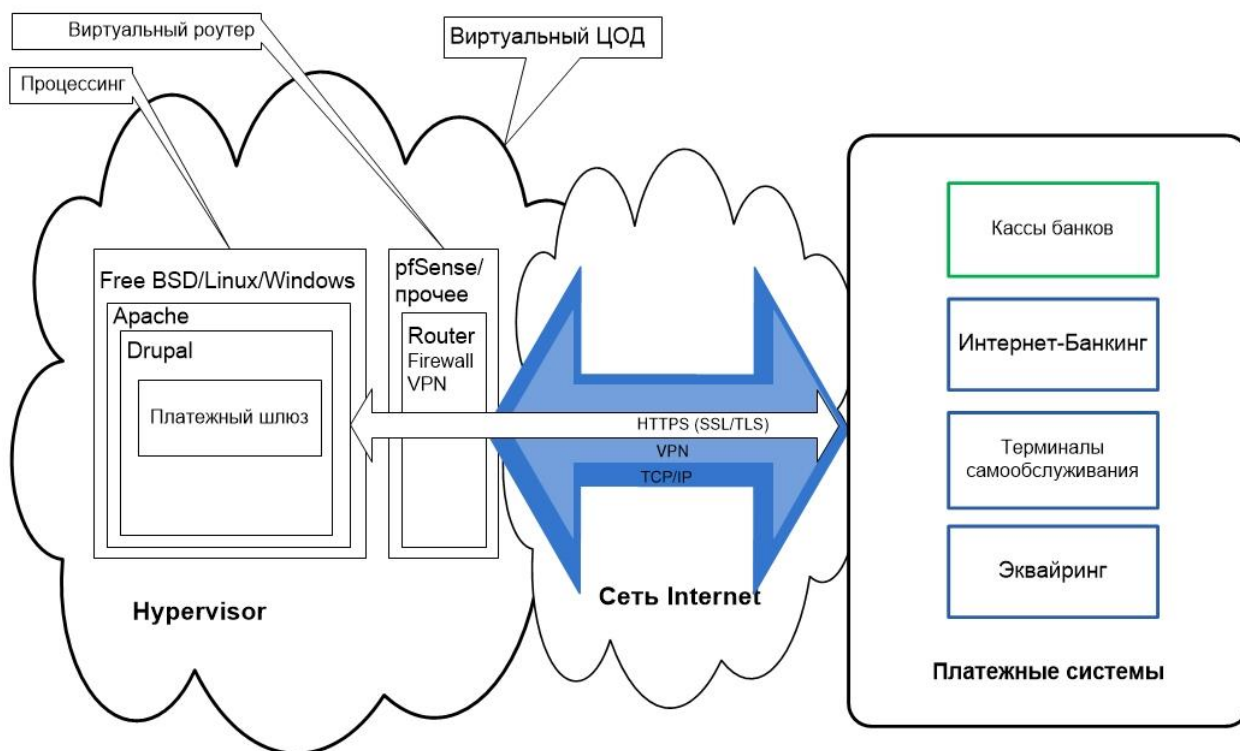 Виртуальный роутер
Виртуальный ЦОД
Процессинг
Free BSD/Linux/Windows
Apache
Drupal
Платежный шлюз
pfSense/
прочее
Router
Firewall
VPN
HTTPS (SSL/TLS)
VPN
TCP/IP
Hypervisor
Сеть Internet
Кассы банков
Интернет-Банкинг
Терминалы
самообслуживания
Эквайринг
Платежные системы